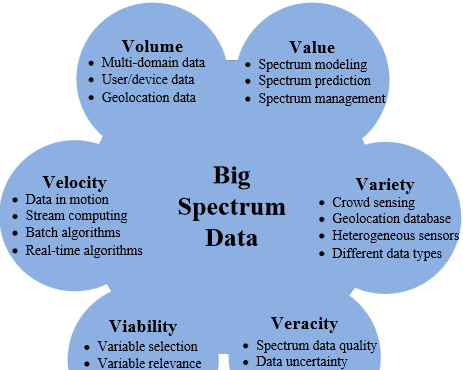 Volume
• Multi-domain data
• User/device data
• Geolocation data
Value
• Spectrum modeling
• Spectrum prediction
• Spectrum management
Velocity
• Data in motion
• Stream computing
• Batch algorithms
• Real-time algorithms
Big
Spectrum
Data
Variety
• Crowd sensing
• Geolocation database
• Heterogeneous sensors
• Different data types
Viability
• Variable selection
• Variable relevance
Veracity
• Spectrum data quality
• Data uncertainty